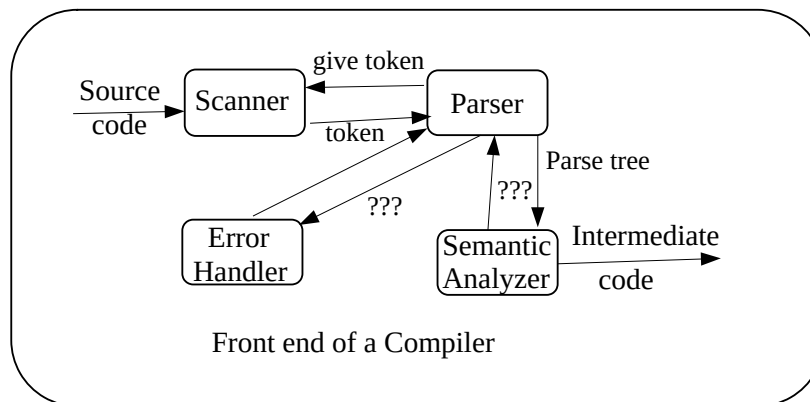 give token
Source
code
Scanner
Parser
token
Parse tree
???
???
Error
Handler
Semantic
Analyzer
Intermediate
code
Front end of a Compiler